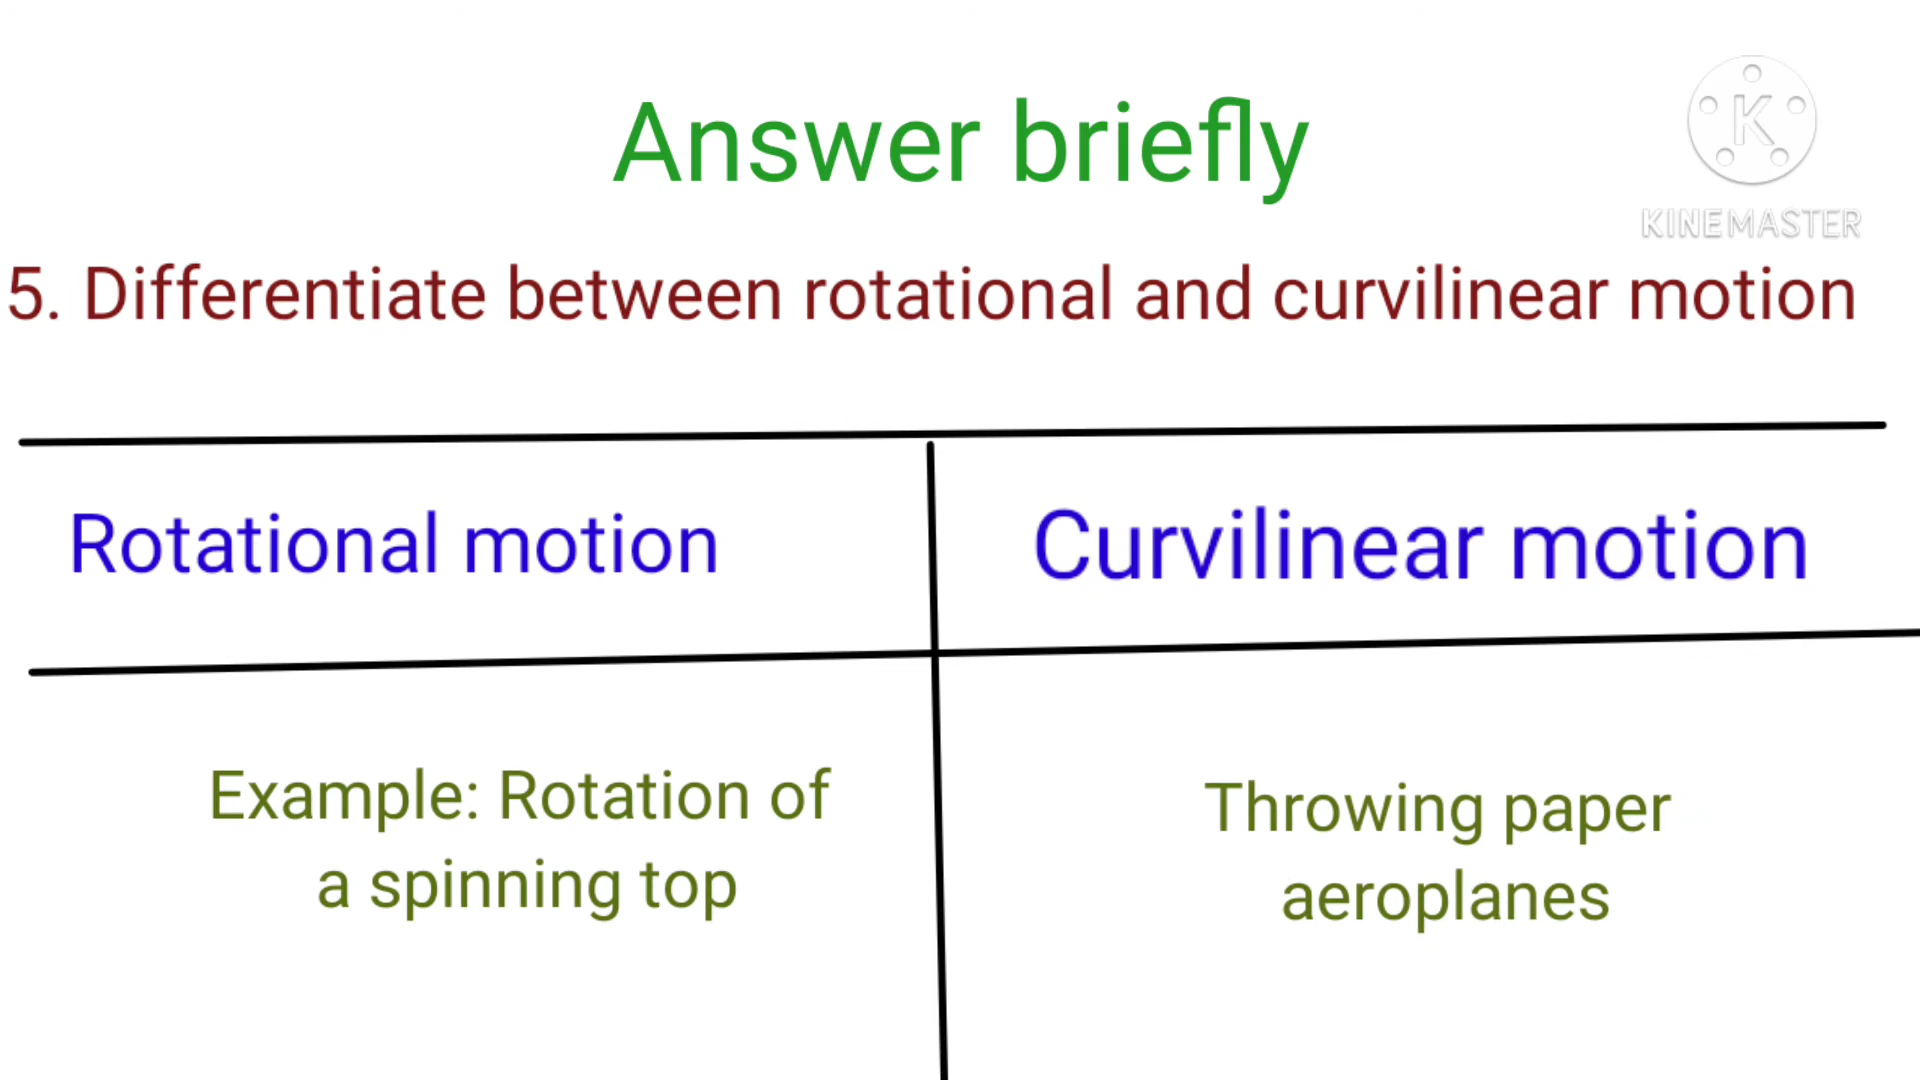 Answer briefly
K
KINEMASTER
5. Differentiate between rotational and curvilinear motion
Rotational motion
Curvilinear motion
Example: Rotation of
a spinning top
Throwing paper
aeroplanes